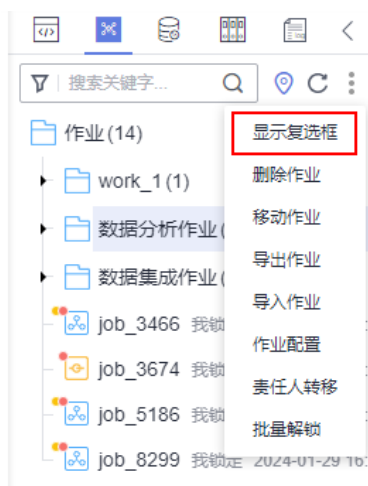 搜索关键字...
作业 (14)
显示复选框
work_1 (1)
删除作业
数据分析作业 (
移动作业
数据集成作业 (
导出作业
导入作业
job_3466 我锁
作业配置
job_3674 我锁
责任人转移
job_5186 我锁
批量解锁
job_8299 我锁定 2024-01-29 16: